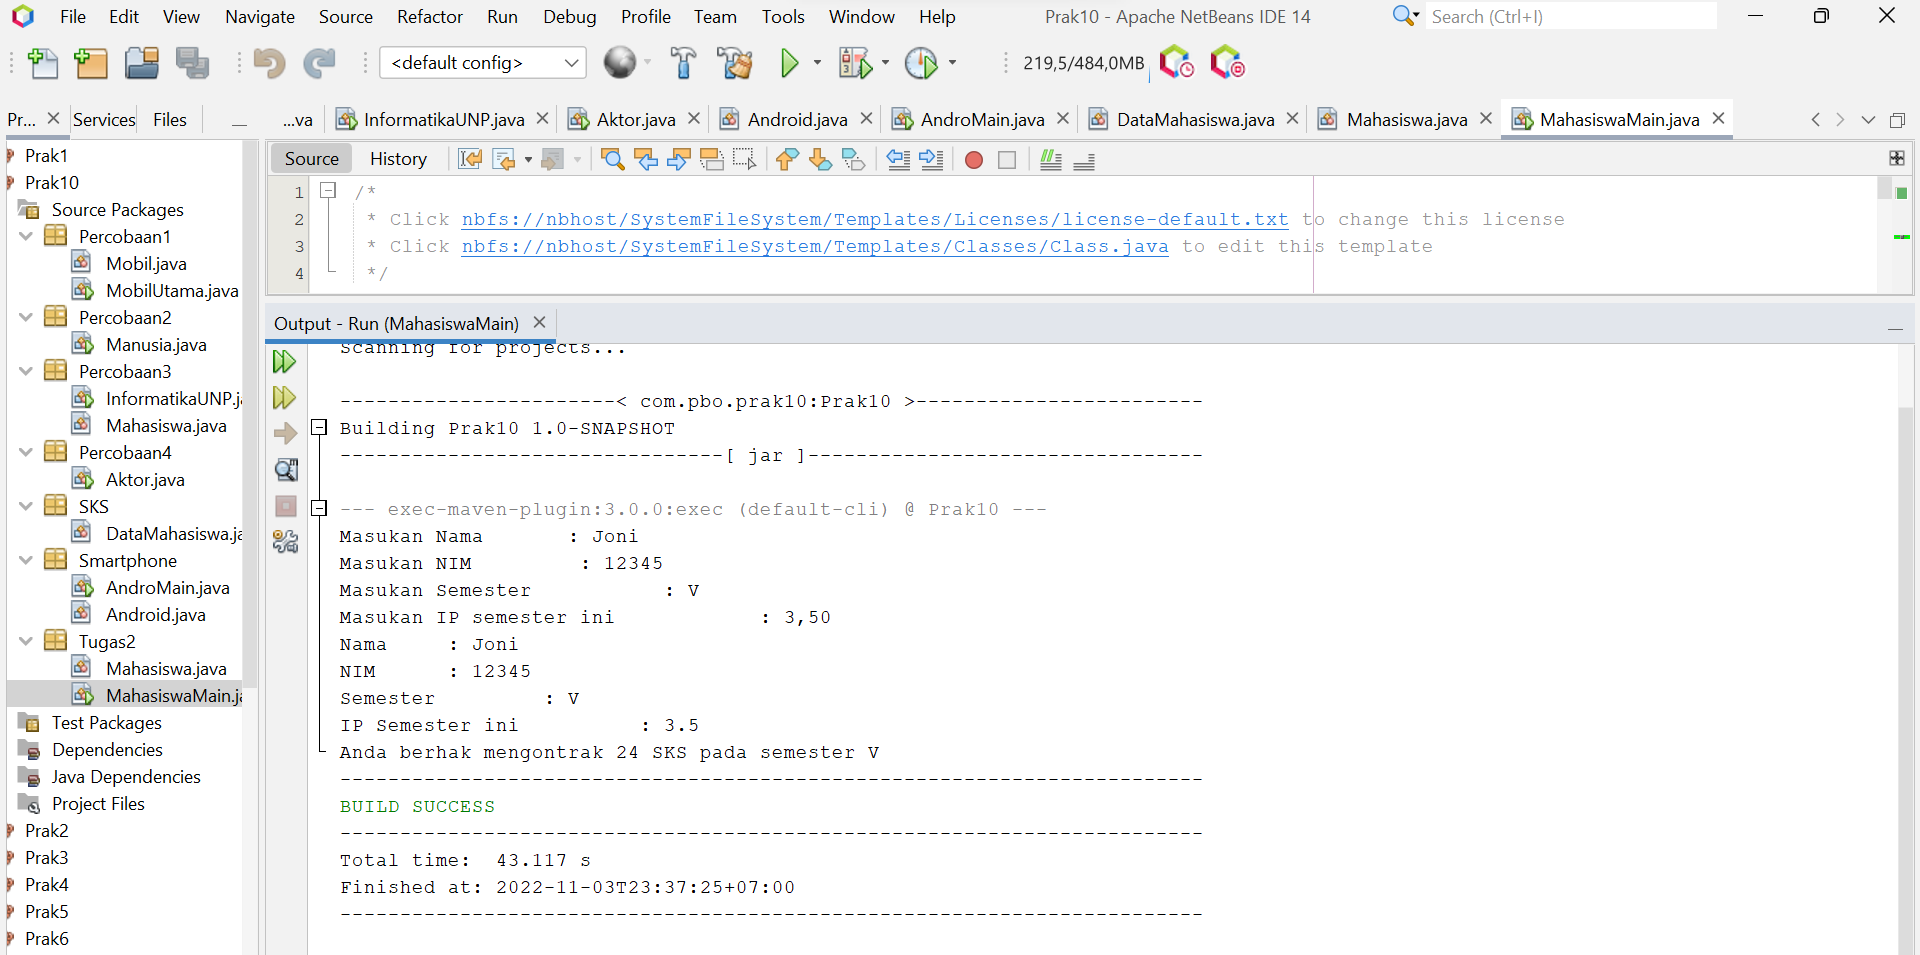 File Edit View Navigate Source Refactor Run Debug Profile Team Tools Window Help Prak10 - Apache NetBeans IDE 14 Search (Ctrl+I)
<default config> 219,5/484,0MB
Pr... Services Files ...va InformatikaUNP.java Aktor.java Android.java AndroMain.java DataMahasiswa.java Mahasiswa.java MahasiswaMain.java
Prak1
Prak10
Source Packages
Percobaan1
Mobil.java
MobilUtama.java
Percobaan2
Manusia.java
Percobaan3
InformatikaUNP.ja
Mahasiswa.java
Percobaan4
Aktor.java
SKS
DataMahasiswa.ja
Smartphone
AndroMain.java
Android.java
Tugas2
Mahasiswa.java
MahasiswaMain.ja
Test Packages
Dependencies
Java Dependencies
Project Files
Prak2
Prak3
Prak4
Prak5
Prak6
Source History
1 /*
2 * Click nbfs://nbhost/SystemFileSystem/Templates/Licenses/license-default.txt to change this license
3 * Click nbfs://nbhost/SystemFileSystem/Templates/Classes/Class.java to edit this template
4 */
Output - Run (MahasiswaMain)
Scanning for projects...
-----------------------< com.pbo.prak10:Prak10 >------------------------
Building Prak10 1.0-SNAPSHOT
--------------------------------[ jar ]---------------------------------
--- exec-maven-plugin:3.0.0:exec (default-cli) @ Prak10 ---
Masukan Nama : Joni
Masukan NIM : 12345
Masukan Semester : V
Masukan IP semester ini : 3,50
Nama : Joni
NIM : 12345
Semester : V
IP Semester ini : 3.5
Anda berhak mengontrak 24 SKS pada semester V
------------------------------------------------------------------------
BUILD SUCCESS
------------------------------------------------------------------------
Total time: 43.117 s
Finished at: 2022-11-03T23:37:25+07:00
------------------------------------------------------------------------